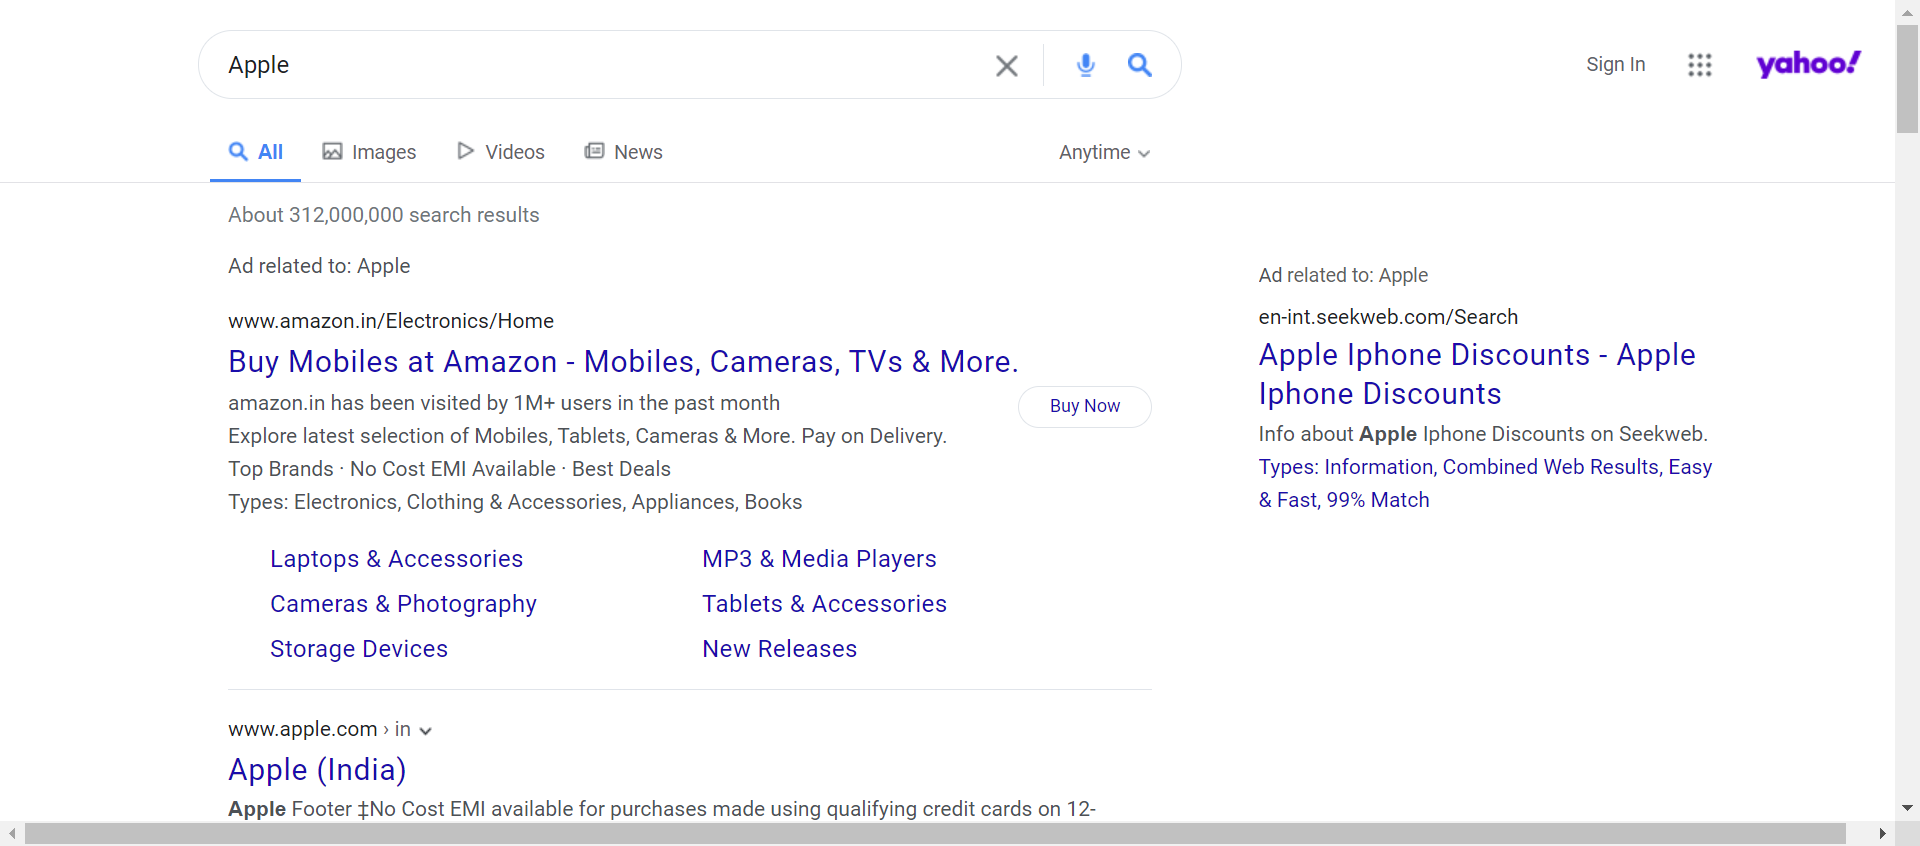 Apple
Sign In
yahoo!
All
Images
Videos
News
Anytime
About 312,000,000 search results
Ad related to: Apple
www.amazon.in/Electronics/Home
Buy Mobiles at Amazon - Mobiles, Cameras, TVs & More.
amazon.in has been visited by 1M+ users in the past month
Buy Now
Explore latest selection of Mobiles, Tablets, Cameras & More. Pay on Delivery.
Top Brands · No Cost EMI Available · Best Deals
Types: Electronics, Clothing & Accessories, Appliances, Books
Laptops & Accessories
MP3 & Media Players
Cameras & Photography
Tablets & Accessories
Storage Devices
New Releases
www.apple.com › in
Apple (India)
Apple Footer ‡No Cost EMI available for purchases made using qualifying credit cards on 12-
Ad related to: Apple
en-int.seekweb.com/Search
Apple Iphone Discounts - Apple
Iphone Discounts
Info about Apple Iphone Discounts on Seekweb.
Types: Information, Combined Web Results, Easy
& Fast, 99% Match